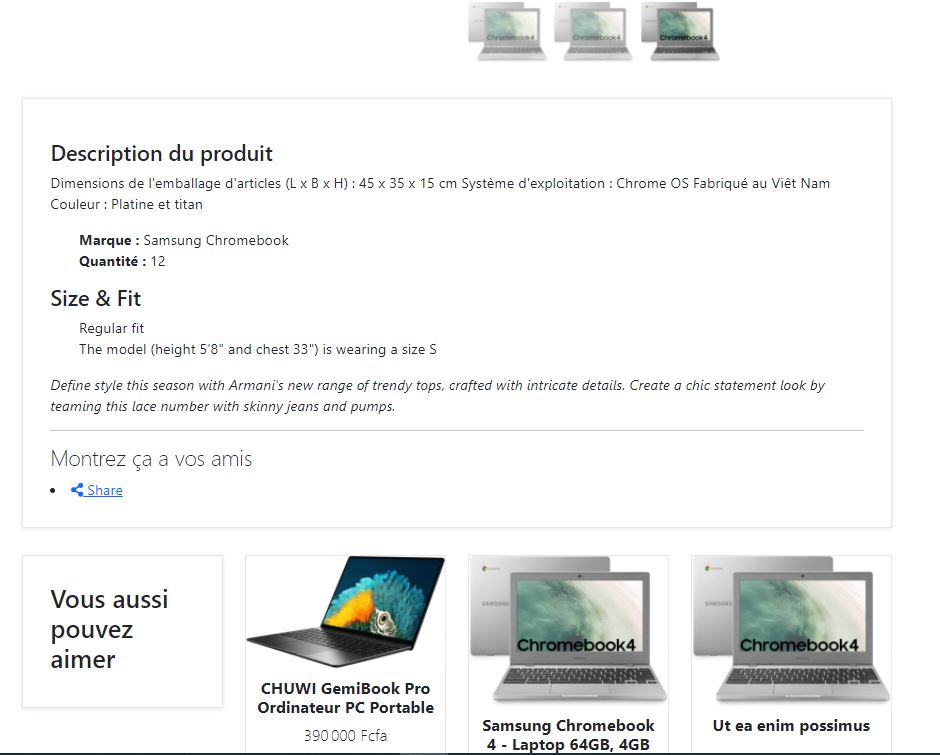 Chromebook4 Chromebook4 Chromebook4
Description du produit
Dimensions de l'emballage d'articles (L x B x H) : 45 x 35 x 15 cm Système d'exploitation : Chrome OS Fabriqué au Viêt Nam
Couleur : Platine et titan
Marque : Samsung Chromebook
Quantité : 12
Size & Fit
Regular fit
The model (height 5'8" and chest 33") is wearing a size S
Define style this season with Armani's new range of trendy tops, crafted with intricate details. Create a chic statement look by
teaming this lace number with skinny jeans and pumps.
Montrez ça a vos amis
Share
Vous aussi
pouvez
aimer
CHUWI GemiBook Pro
Ordinateur PC Portable
390 000 Fcfa
SAMSUNG
Chromebook4
Samsung Chromebook
4 - Laptop 64GB, 4GB
SAMSUNG
Chromebook4
Ut ea enim possimus